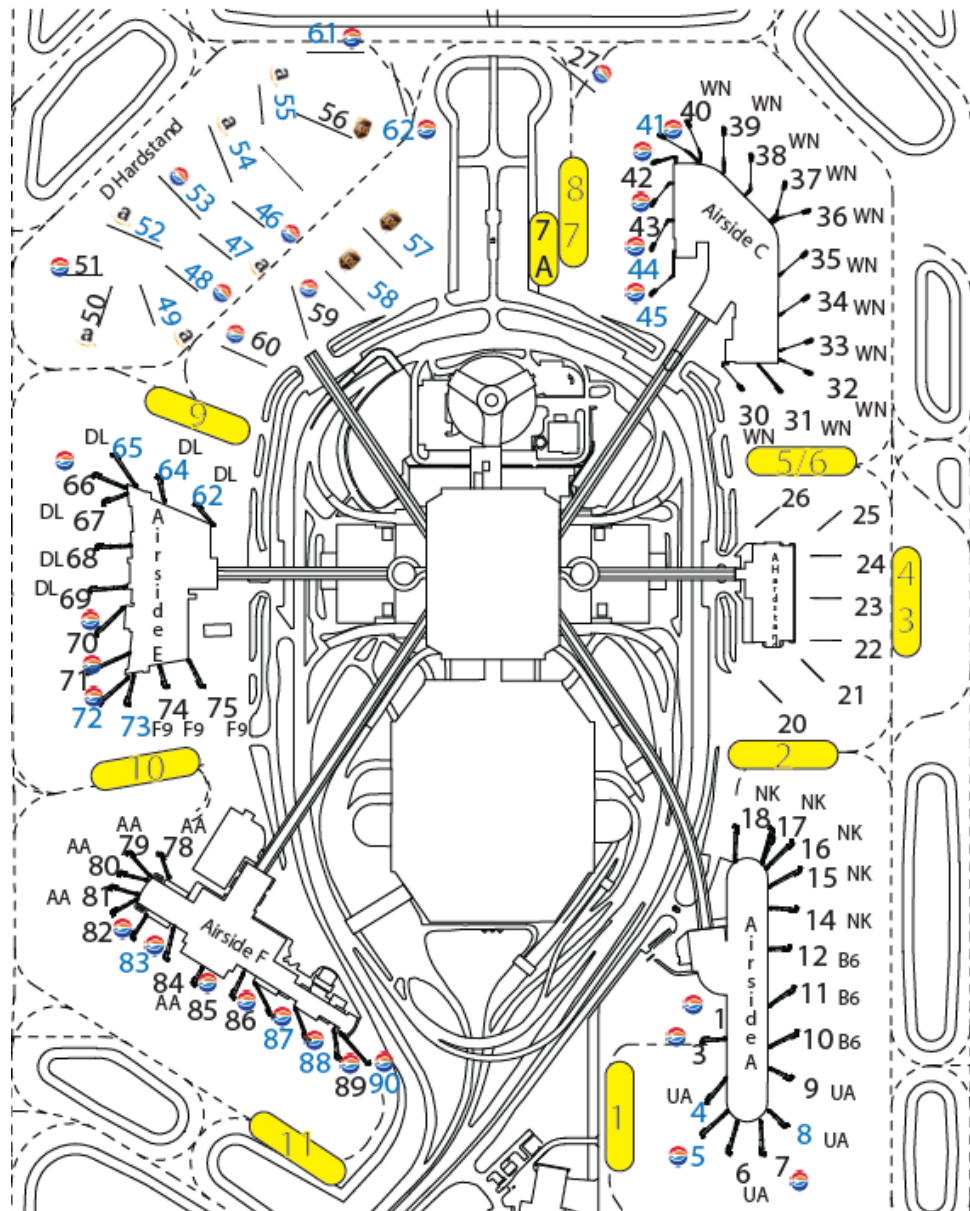 61
27
a
55
56
62
WN
40
WN
41
39
WN
a
54
D Hardstand
38
42
37 WN
8
7
53
Airside C
36 WN
a
52
46
43
7
A
57
47
35 WN
51
a
48
44
50
58
34 WN
45
a
49
a
59
60
33 WN
32
WN
9
30
WN
31
WN
DL
65
DL
64
DL
62
5/6
66
26
25
DL
67
Airside E
A Hardstand
24
4
3
DL 68
DL
69
23
70
22
71
21
72
73
74
75
F9
F9
F9
20
10
2
NK
NK
18
17
NK
AA
79
AA
78
16
AA
80
15 NK
AA
81
14 NK
82
Airside F
Airside A
83
12 B6
84
AA
85
11 B6
86
1
87
10 B6
3
88
89
90
9 UA
UA
4
1
11
8 UA
5
6
UA
7